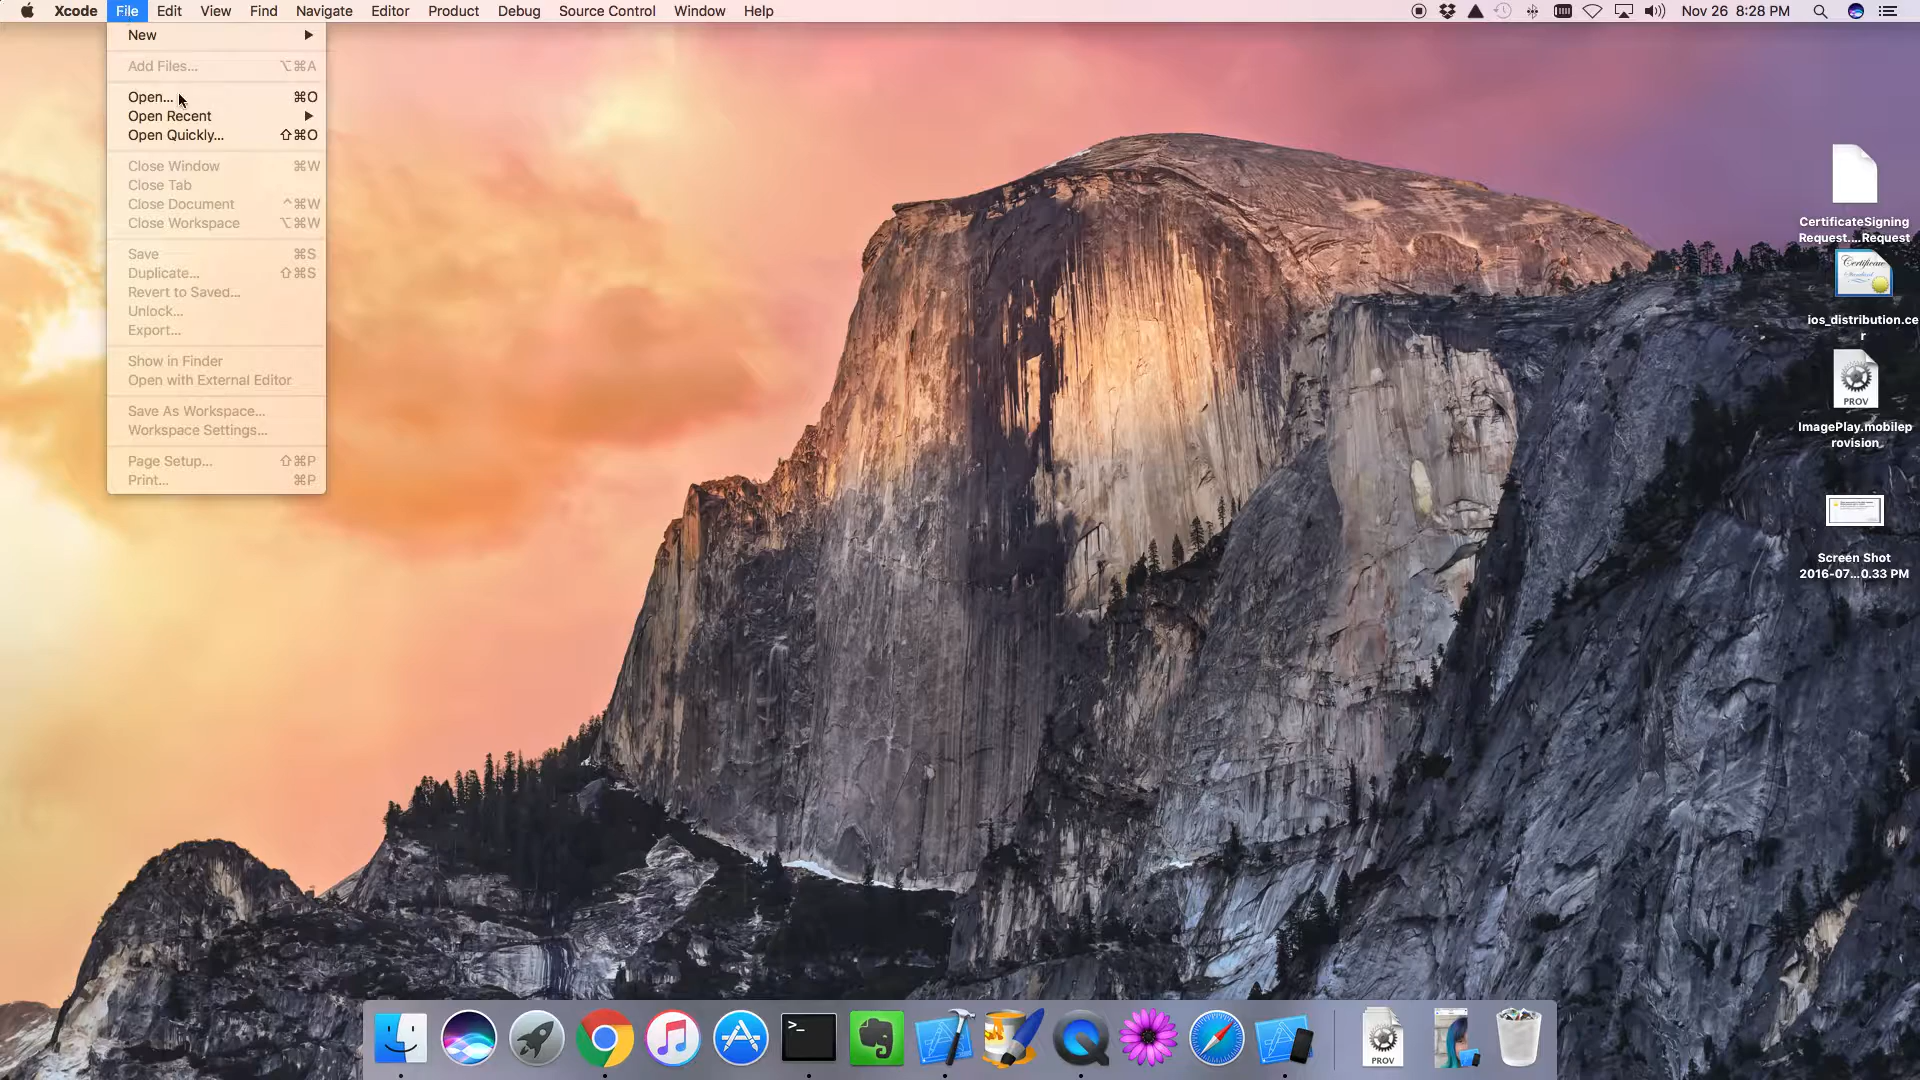 Xcode File Edit View Find Navigate Editor Product Debug Source Control Window Help Nov 26 8:28 PM
New
Add Files... ⌥⌘A
Open... ⌘O
Open Recent
Open Quickly... ⇧⌘O
Close Window ⌘W
Close Tab
Close Document ^⌘W
Close Workspace ⌥⌘W
Save ⌘S
Duplicate... ⇧⌘S
Revert to Saved...
Unlock...
Export...
Show in Finder
Open with External Editor
Save As Workspace...
Workspace Settings...
Page Setup... ⇧⌘P
Print... ⌘P
CertificateSigning
Request....Request
Certificate
Standard
ios_distribution.ce
r
PROV
ImagePlay.mobilep
rovision
Screen Shot
2016-07...0.33 PM
>_
PROV